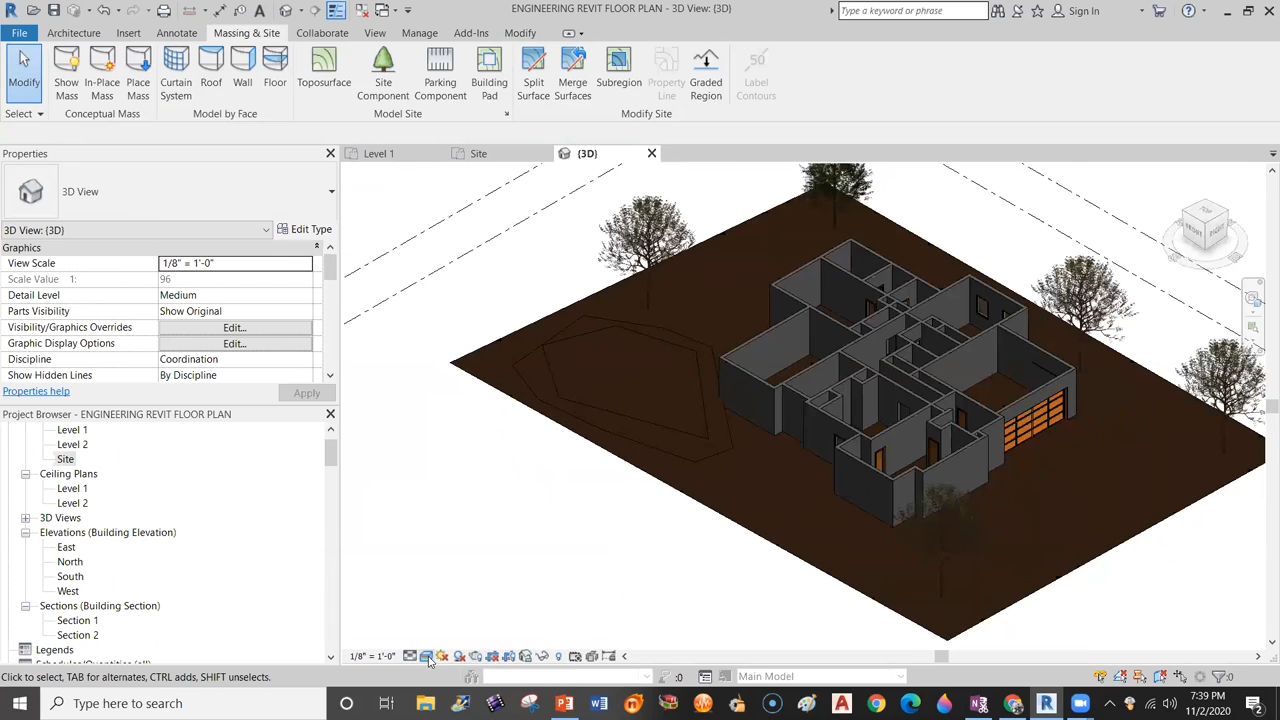 ENGINEERING REVIT FLOOR PLAN - 3D View: {3D}
Type a keyword or phrase
Sign In
File
Architecture
Insert
Annotate
Massing & Site
Collaborate
View
Manage
Add-Ins
Modify
Modify
Show Mass
In-Place Mass
Place Mass
Curtain System
Roof
Wall
Floor
Toposurface
Site Component
Parking Component
Building Pad
Split Surface
Merge Surfaces
Subregion
Property Line
Graded Region
50
Label Contours
Select
Conceptual Mass
Model by Face
Model Site
Modify Site
Properties
Level 1
Site
{3D}
3D View
3D View: {3D}
Edit Type
Graphics
View Scale
1/8" = 1'-0"
Scale Value 1:
96
Detail Level
Medium
Parts Visibility
Show Original
Visibility/Graphics Overrides
Edit...
Graphic Display Options
Edit...
Discipline
Coordination
Show Hidden Lines
By Discipline
Properties help
Apply
Project Browser - ENGINEERING REVIT FLOOR PLAN
Level 1
Level 2
Site
Ceiling Plans
Level 1
Level 2
3D Views
Elevations (Building Elevation)
East
North
South
West
Sections (Building Section)
Section 1
Section 2
Legends
Schedules/Quantities (all)
TOP
FRONT
RIGHT
1/8" = 1'-0"
Click to select, TAB for alternates, CTRL adds, SHIFT unselects.
:0
Main Model
:0
Type here to search
7:39 PM
11/2/2020